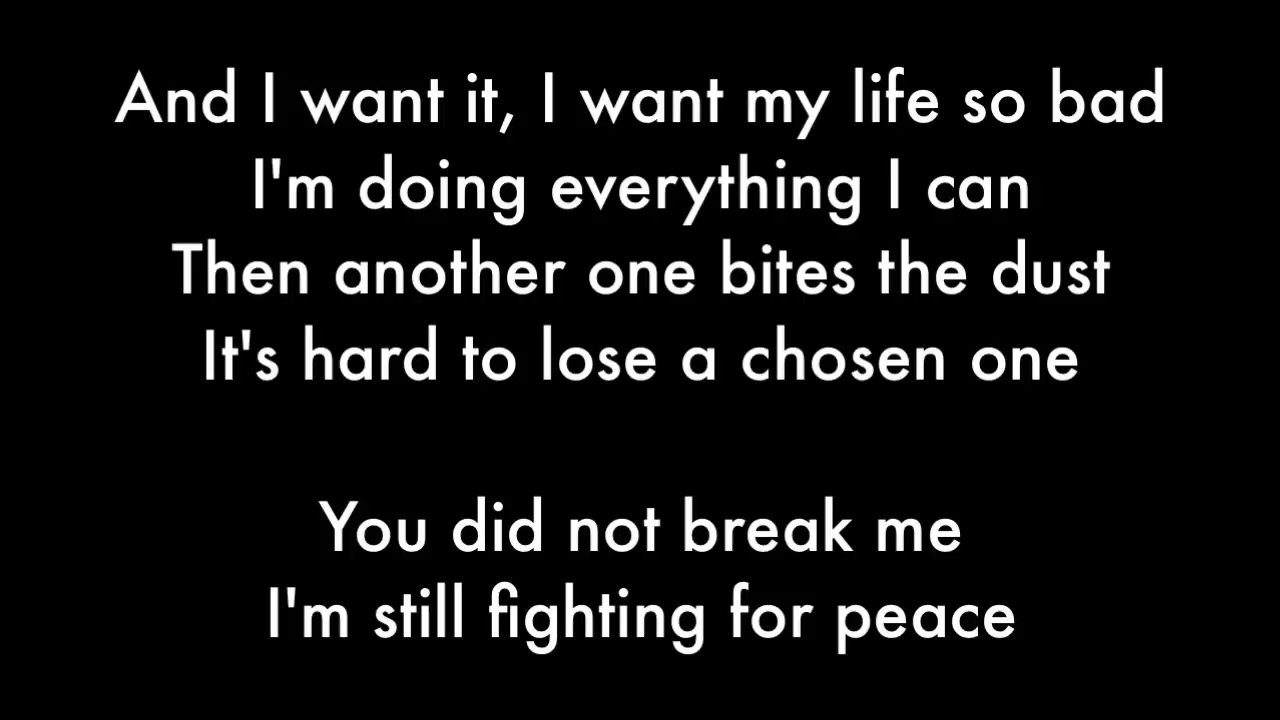 And I want it, I want my life so bad
I'm doing everything I can
Then another one bites the dust
It's hard to lose a chosen one
You did not break me
I'm still fighting for peace